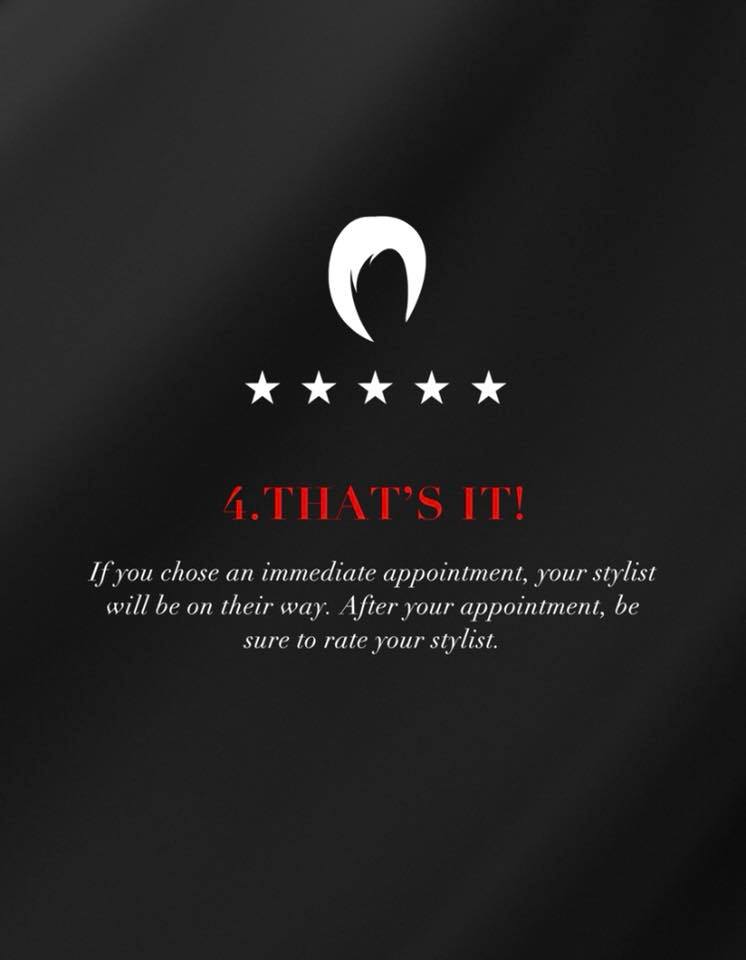 4.THAT'S IT!
If you chose an immediate appointment, your stylist
will be on their way. After your appointment, be
sure to rate your stylist.